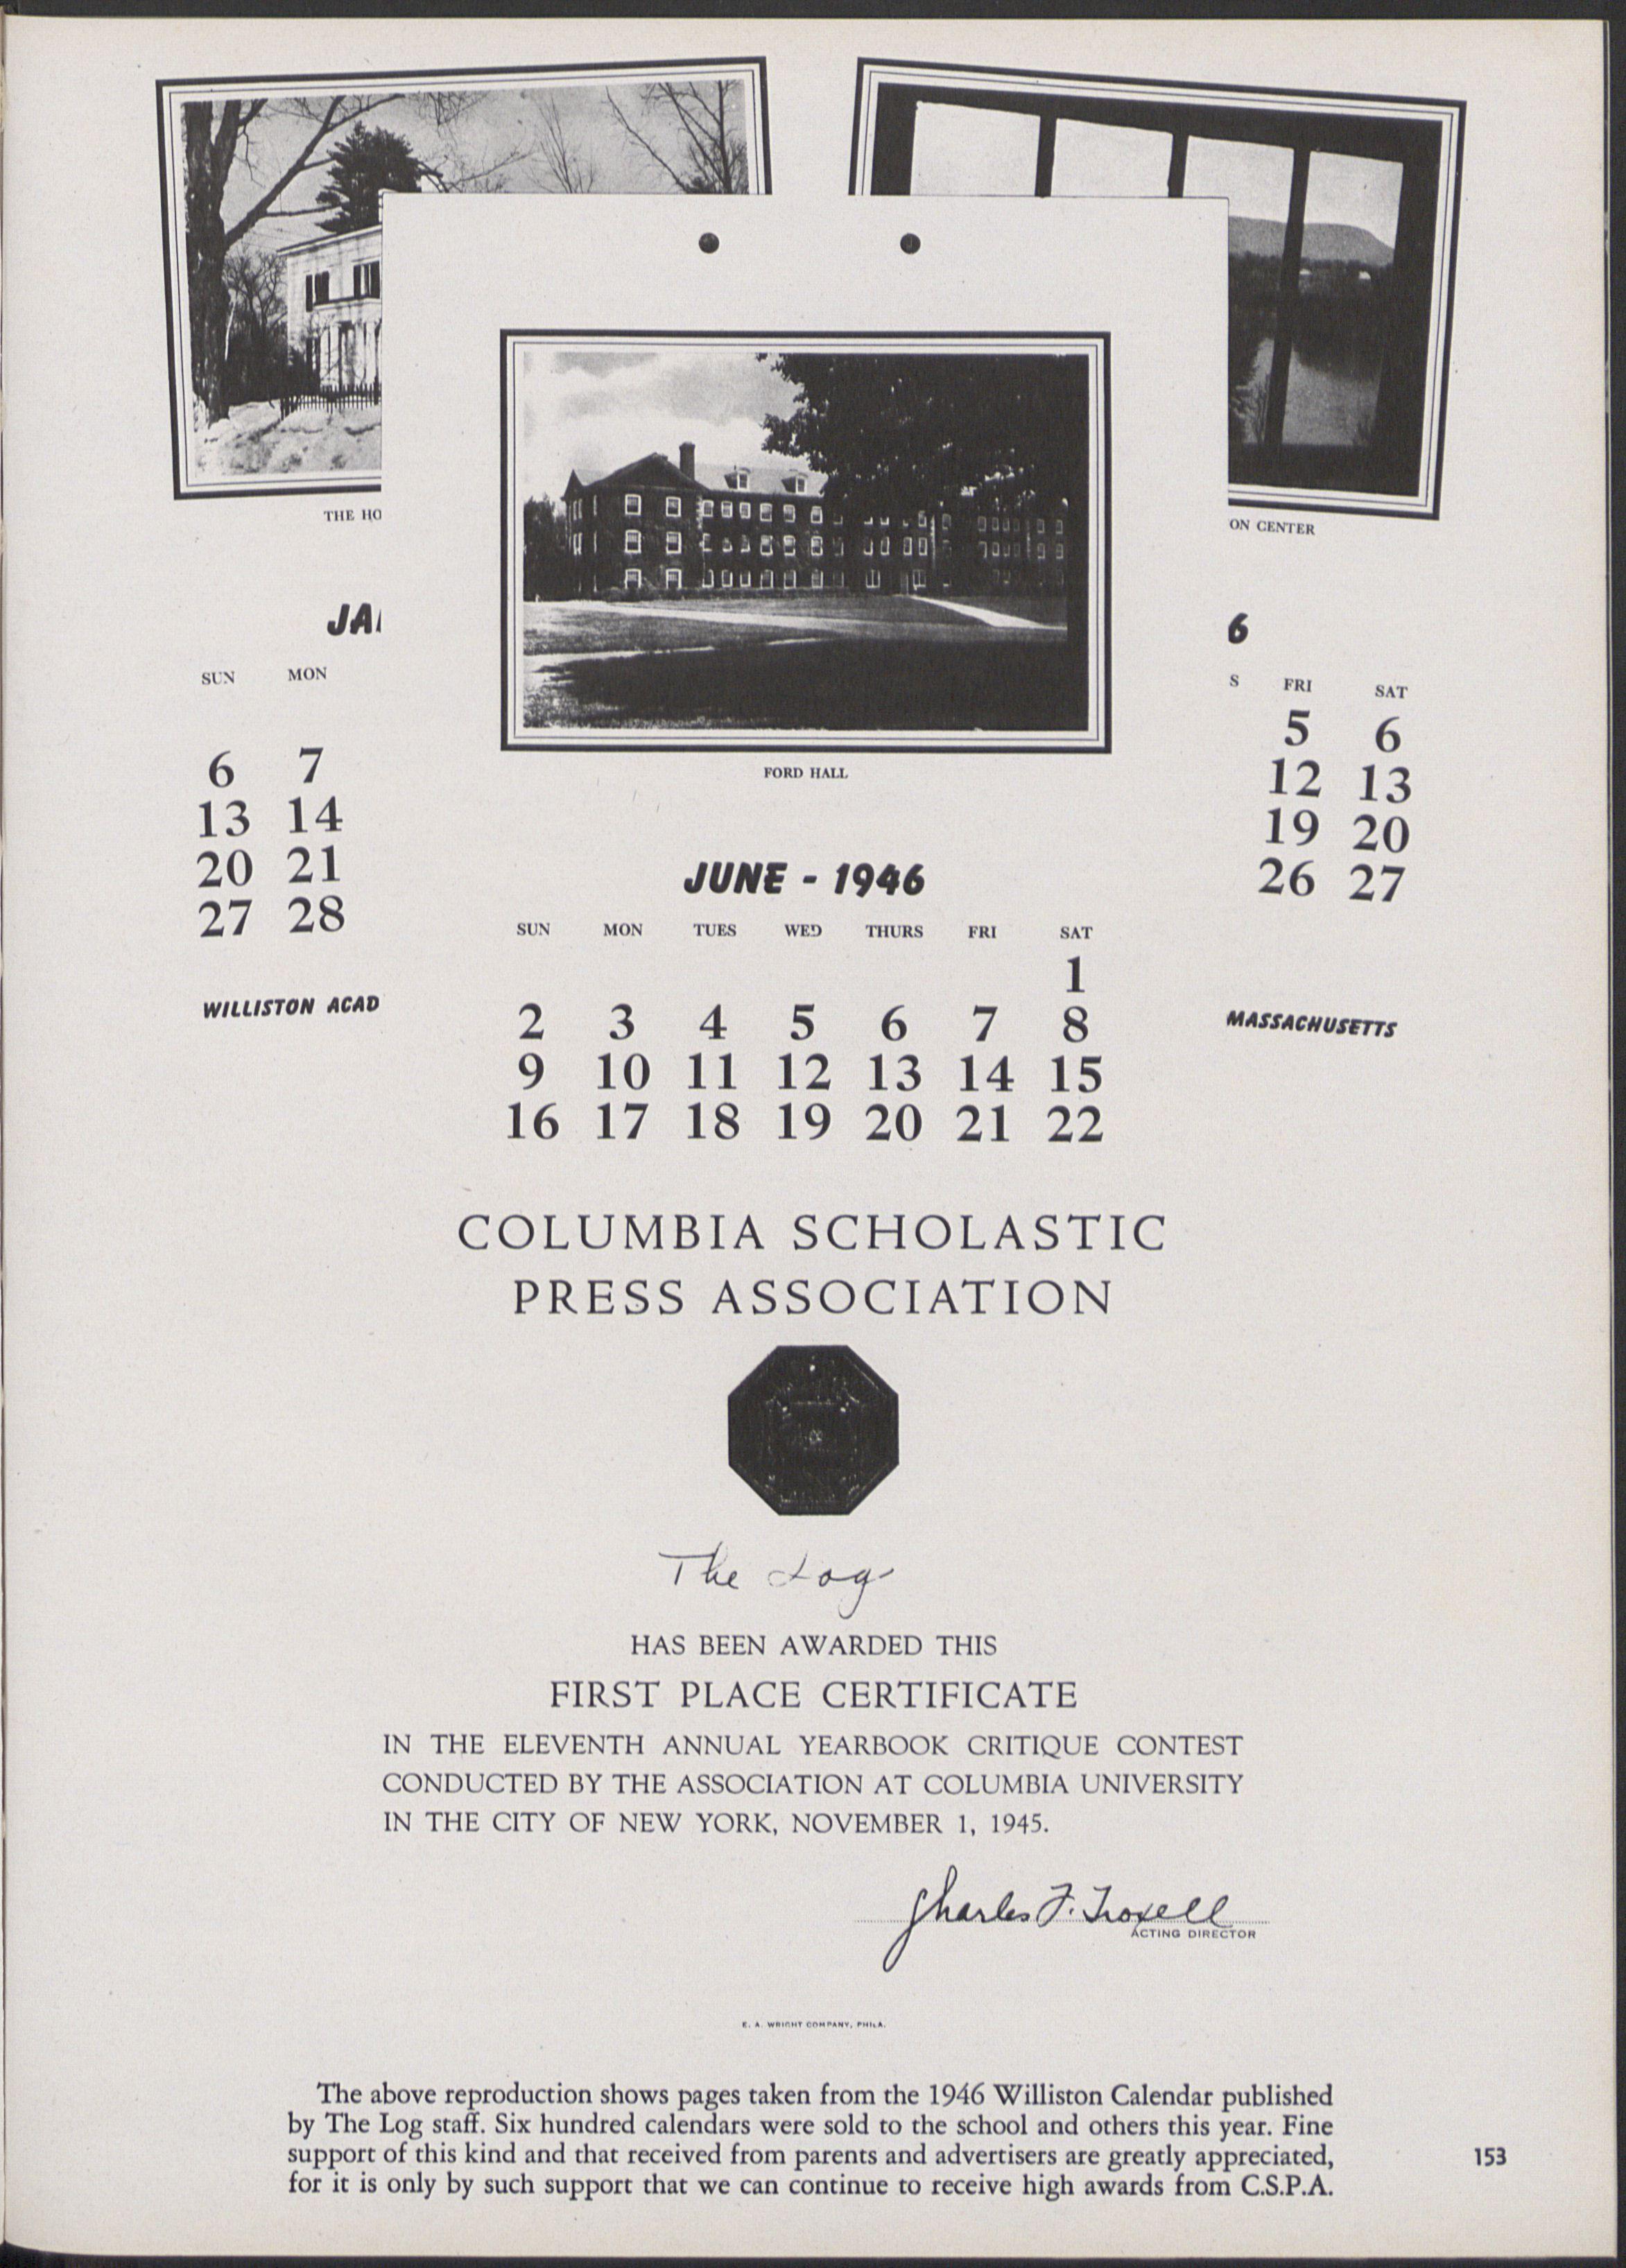 THE HO
JA
SUN MON
6 7
13 14
20 21
27 28
WILLISTON ACAD
ON CENTER
6
S FRI SAT
5 6
12 13
19 20
26 27
MASSACHUSETTS
FORD HALL
JUNE - 1946
SUN MON TUES WED THURS FRI SAT
1
2 3 4 5 6 7 8
9 10 11 12 13 14 15
16 17 18 19 20 21 22
COLUMBIA SCHOLASTIC
PRESS ASSOCIATION
The Log
HAS BEEN AWARDED THIS
FIRST PLACE CERTIFICATE
IN THE ELEVENTH ANNUAL YEARBOOK CRITIQUE CONTEST
CONDUCTED BY THE ASSOCIATION AT COLUMBIA UNIVERSITY
IN THE CITY OF NEW YORK, NOVEMBER 1, 1945.
Charles F. Troxell
ACTING DIRECTOR
E. A. WRIGHT COMPANY, PHILA.
The above reproduction shows pages taken from the 1946 Williston Calendar published
by The Log staff. Six hundred calendars were sold to the school and others this year. Fine
support of this kind and that received from parents and advertisers are greatly appreciated,
for it is only by such support that we can continue to receive high awards from C.S.P.A.
153